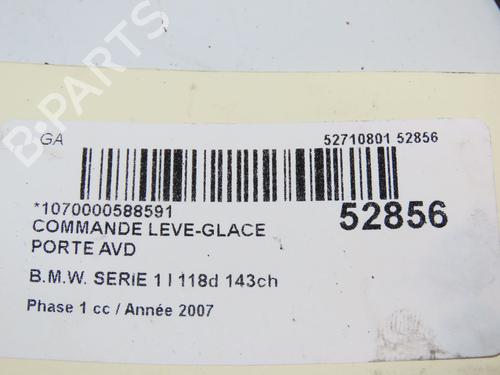 GA
52710801 52856
*1070000588591
52856
COMMANDE LEVE-GLACE
PORTE AVD
B.M.W. SERIE 1 I 118d 143ch
Phase 1 cc / Année 2007
B-PARTS